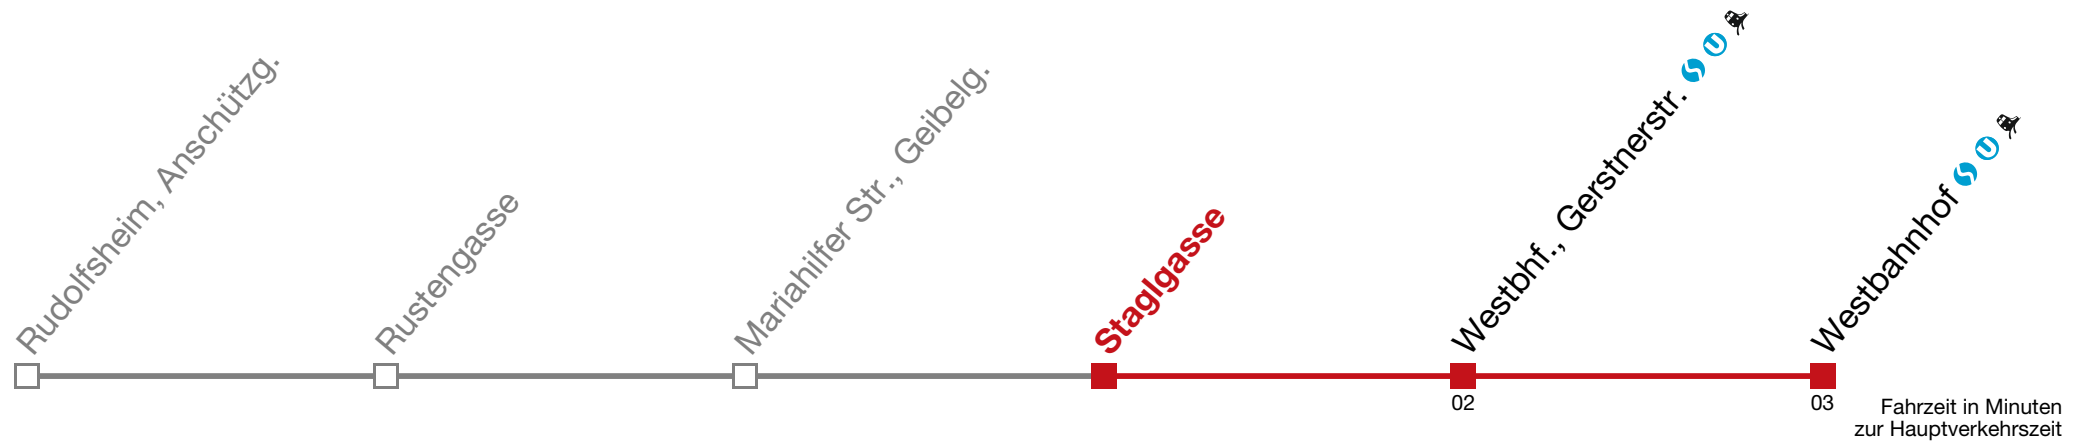 Rudolfsheim, Anschützg.
Rustengasse
Mariahilfer Str., Geibelg.
Staglgasse
Westbhf., Gerstnerstr.
Westbahnhof
02
03
Fahrzeit in Minuten
zur Hauptverkehrszeit